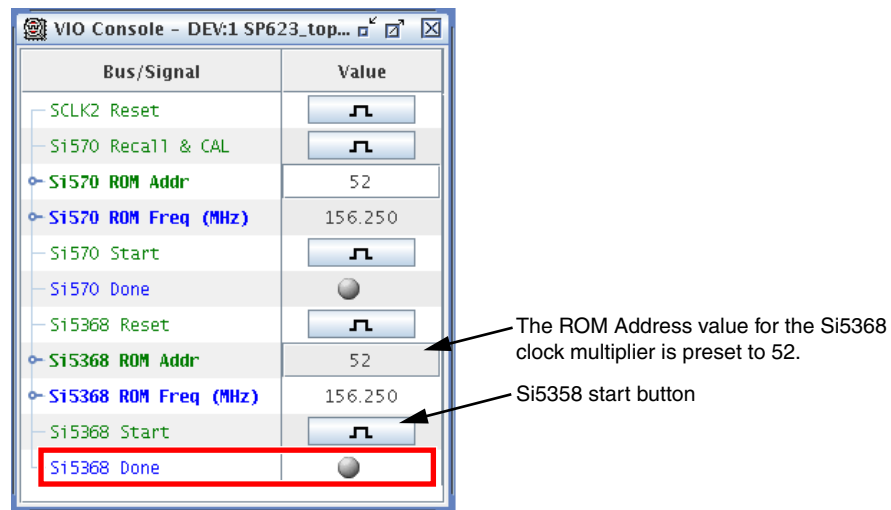 VIO Console - DEV:1 SP623_top...
Bus/Signal Value
SCLK2 Reset
Si570 Recall & CAL
Si570 ROM Addr 52
Si570 ROM Freq (MHz) 156.250
Si570 Start
Si570 Done
Si5368 Reset
Si5368 ROM Addr 52
Si5368 ROM Freq (MHz) 156.250
Si5368 Start
Si5368 Done
The ROM Address value for the Si5368
clock multiplier is preset to 52.
Si5358 start button